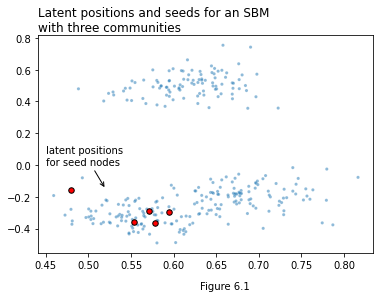 Latent positions and seeds for an SBM
with three communities
0.8
0.6
0.4
0.2
0.0
−0.2
−0.4
latent positions
for seed nodes
0.45 0.50 0.55 0.60 0.65 0.70 0.75 0.80
Figure 6.1